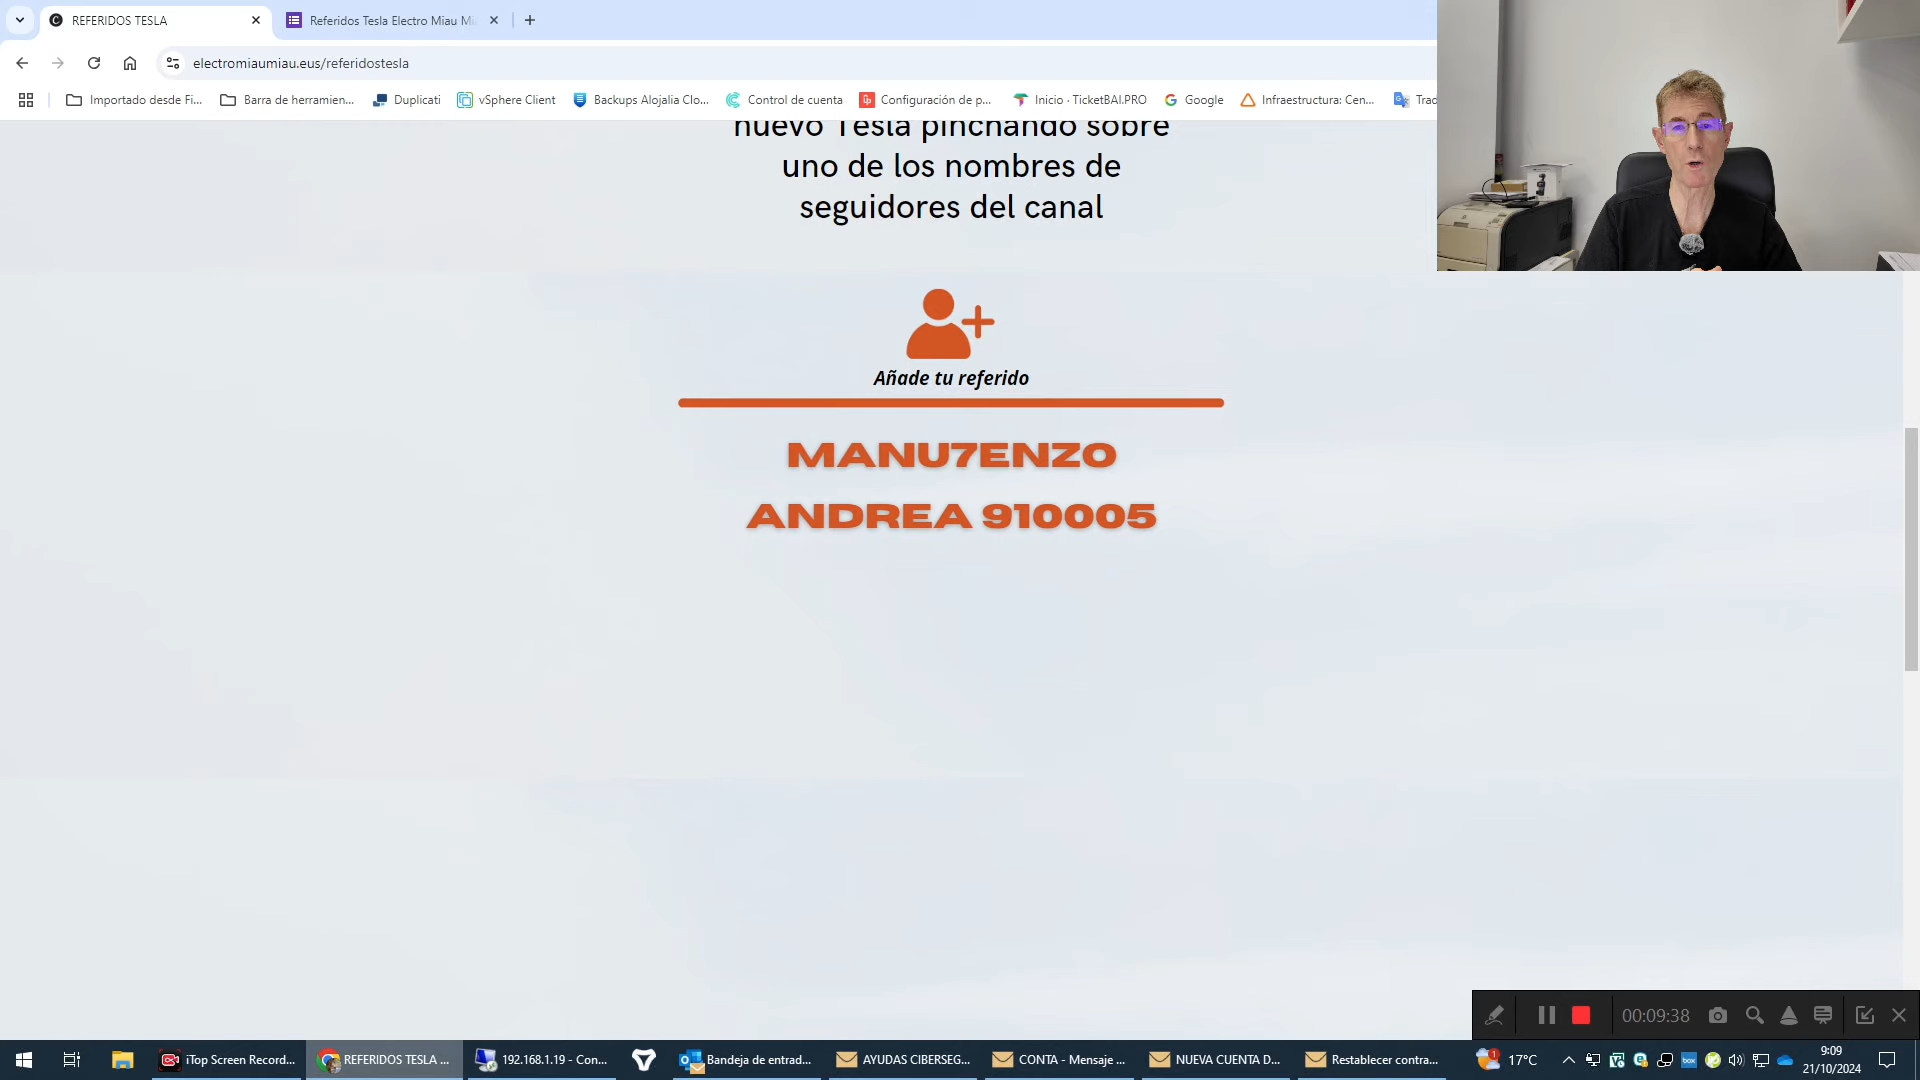 REFERIDOS TESLA
Referidos Tesla Electro Miau
electromiaumiau.eus/referidostesla
Importado desde Fi...
Barra de herramien...
Duplicati
vSphere Client
Backups Alojalia Clo...
Control de cuenta
Configuración de p...
Inicio · TicketBAI.PRO
Google
Infraestructura: Cen...
Trad
nuevo Tesla pinchando sobre
uno de los nombres de
seguidores del canal
Añade tu referido
MANU7ENZO
ANDREA 910005
00:09:38
iTop Screen Record...
REFERIDOS TESLA ...
192.168.1.19 - Con...
Bandeja de entrad...
AYUDAS CIBERSEG...
CONTA - Mensaje ...
NUEVA CUENTA D...
Restablecer contra...
1
17°C
box
9:09
21/10/2024